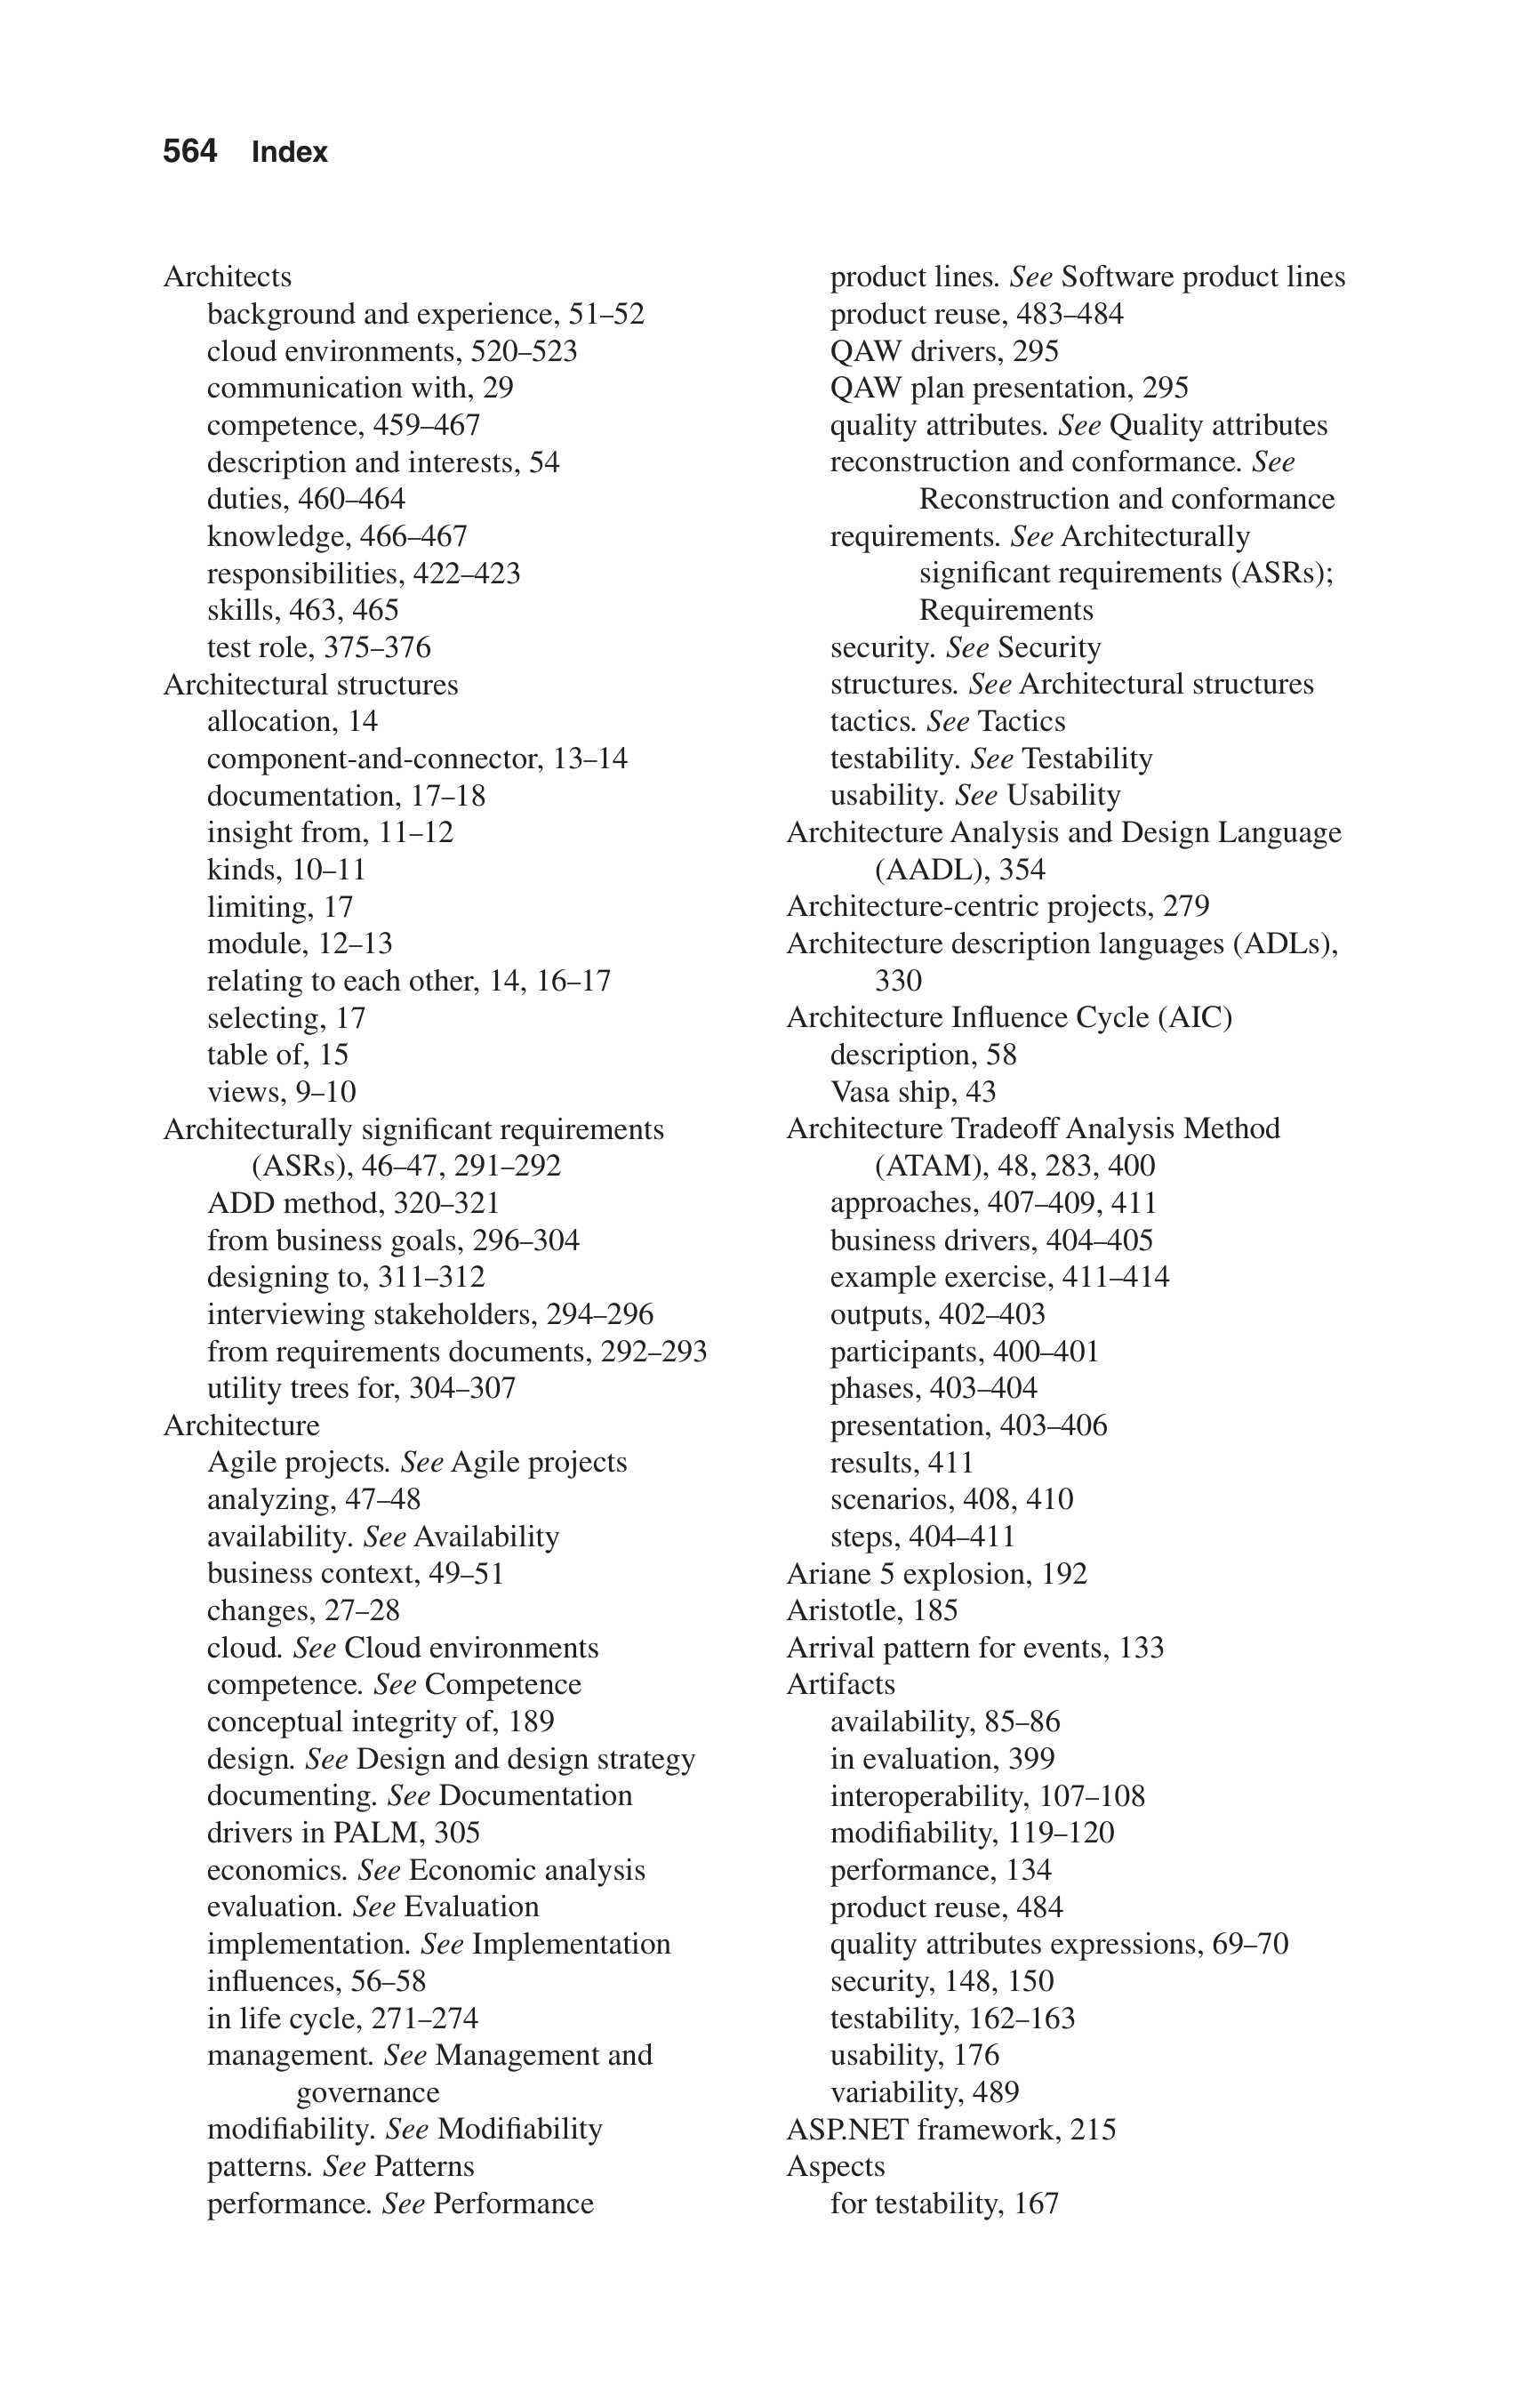 564 Index
Architects
background and experience, 51–52
cloud environments, 520–523
communication with, 29
competence, 459–467
description and interests, 54
duties, 460–464
knowledge, 466–467
responsibilities, 422–423
skills, 463, 465
test role, 375–376
Architectural structures
allocation, 14
component-and-connector, 13–14
documentation, 17–18
insight from, 11–12
kinds, 10–11
limiting, 17
module, 12–13
relating to each other, 14, 16–17
selecting, 17
table of, 15
views, 9–10
Architecturally significant requirements
(ASRs), 46–47, 291–292
ADD method, 320–321
from business goals, 296–304
designing to, 311–312
interviewing stakeholders, 294–296
from requirements documents, 292–293
utility trees for, 304–307
Architecture
Agile projects. See Agile projects
analyzing, 47–48
availability. See Availability
business context, 49–51
changes, 27–28
cloud. See Cloud environments
competence. See Competence
conceptual integrity of, 189
design. See Design and design strategy
documenting. See Documentation
drivers in PALM, 305
economics. See Economic analysis
evaluation. See Evaluation
implementation. See Implementation
influences, 56–58
in life cycle, 271–274
management. See Management and
governance
modifiability. See Modifiability
patterns. See Patterns
performance. See Performance
product lines. See Software product lines
product reuse, 483–484
QAW drivers, 295
QAW plan presentation, 295
quality attributes. See Quality attributes
reconstruction and conformance. See
Reconstruction and conformance
requirements. See Architecturally
significant requirements (ASRs);
Requirements
security. See Security
structures. See Architectural structures
tactics. See Tactics
testability. See Testability
usability. See Usability
Architecture Analysis and Design Language
(AADL), 354
Architecture-centric projects, 279
Architecture description languages (ADLs),
330
Architecture Influence Cycle (AIC)
description, 58
Vasa ship, 43
Architecture Tradeoff Analysis Method
(ATAM), 48, 283, 400
approaches, 407–409, 411
business drivers, 404–405
example exercise, 411–414
outputs, 402–403
participants, 400–401
phases, 403–404
presentation, 403–406
results, 411
scenarios, 408, 410
steps, 404–411
Ariane 5 explosion, 192
Aristotle, 185
Arrival pattern for events, 133
Artifacts
availability, 85–86
in evaluation, 399
interoperability, 107–108
modifiability, 119–120
performance, 134
product reuse, 484
quality attributes expressions, 69–70
security, 148, 150
testability, 162–163
usability, 176
variability, 489
ASP.NET framework, 215
Aspects
for testability, 167